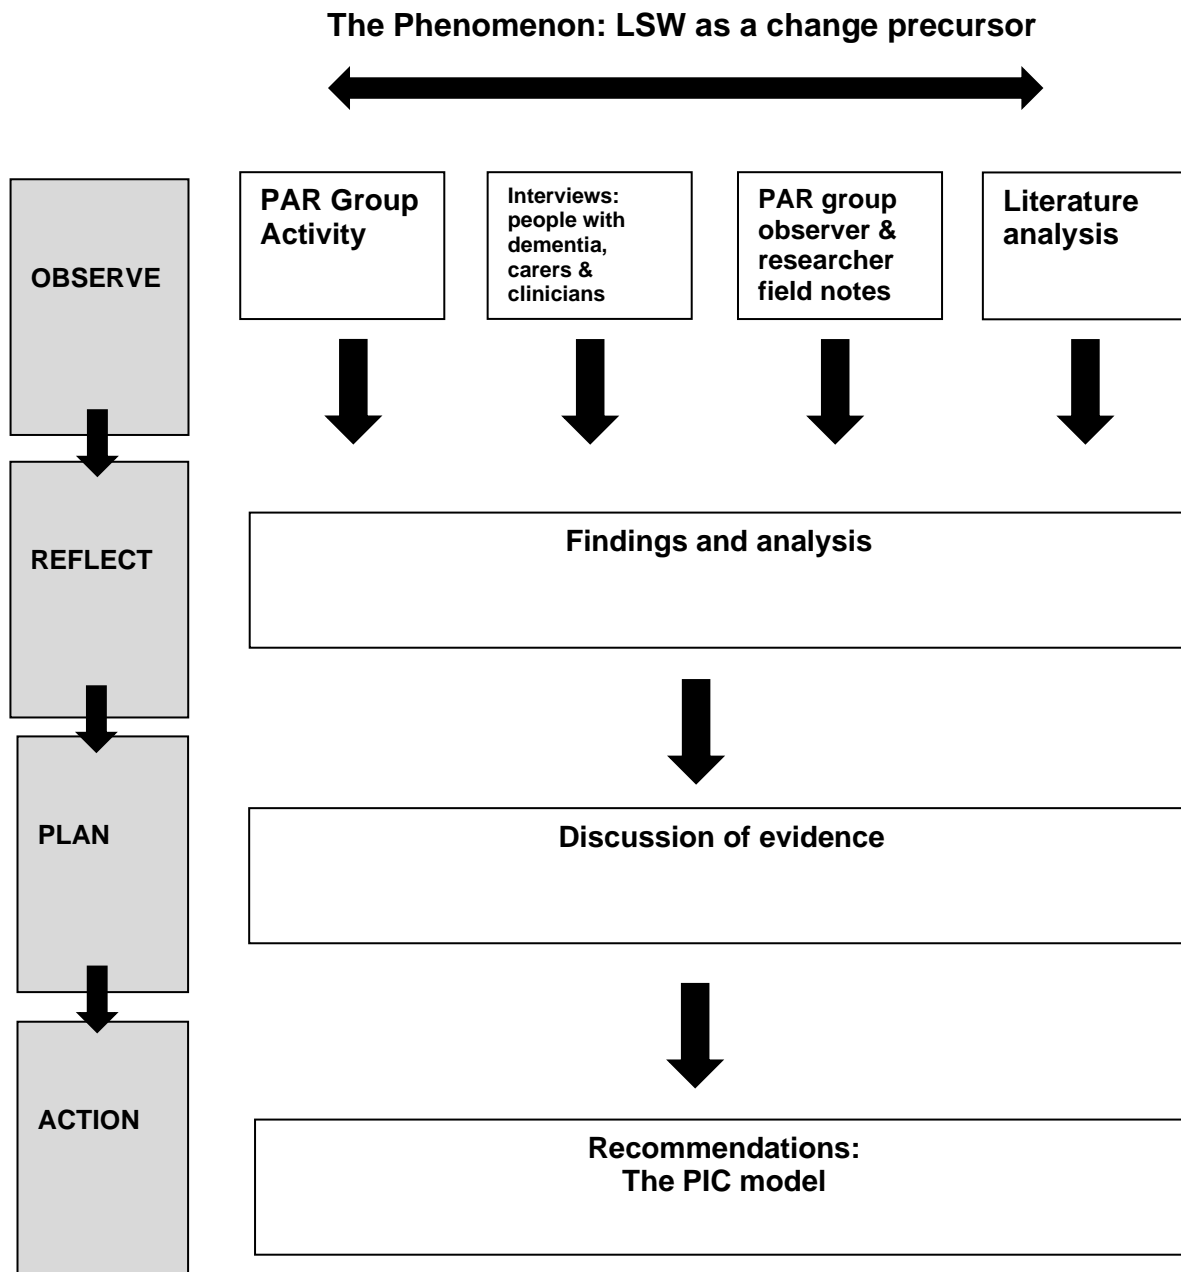 The Phenomenon: LSW as a change precursor
OBSERVE
PAR Group
Activity
Interviews:
people with
dementia,
carers &
clinicians
PAR group
observer &
researcher
field notes
Literature
analysis
REFLECT
Findings and analysis
PLAN
Discussion of evidence
ACTION
Recommendations:
The PIC model